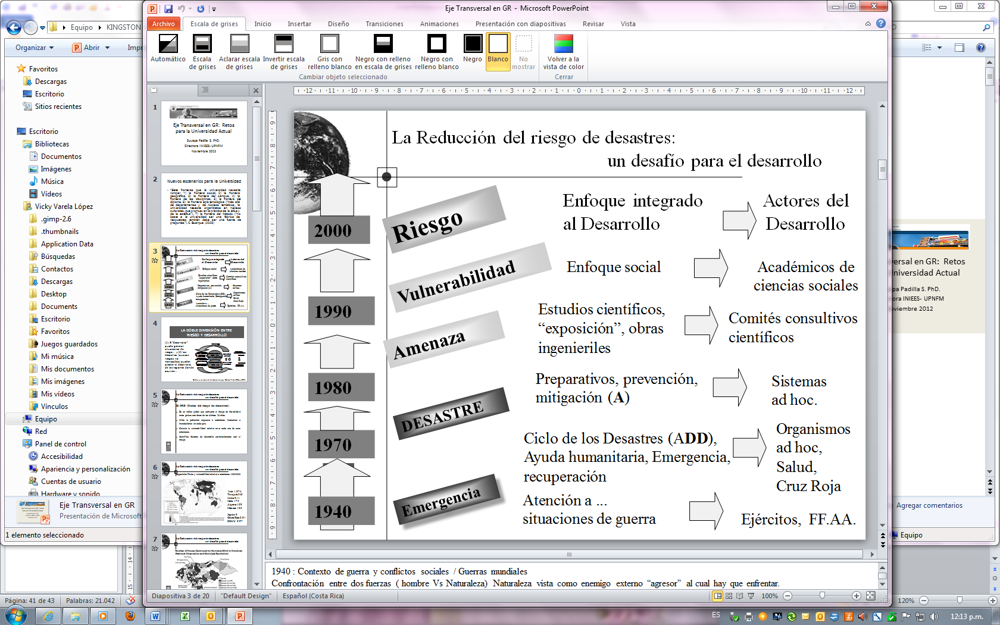 Eje Transversal en GR - Microsoft PowerPoint
Archivo
Escala de grises
Inicio
Insertar
Diseño
Transiciones
Animaciones
Presentación con diapositivas
Revisar
Vista
Automático
Escala de grises
Aclarar escala de grises
Invertir escala de grises
Gris con relleno blanco
Negro con relleno en escala de grises
Negro con relleno blanco
Negro
Blanco
No mostrar
Volver a la vista de color
Cambiar objeto seleccionado
Cerrar
Equipo
KINGSTON
Organizar
Abrir
Favoritos
Descargas
Escritorio
Sitios recientes
Escritorio
Bibliotecas
Documentos
Imágenes
Música
Vídeos
Vicky Varela López
.gimp-2.6
.thumbnails
Application Data
Búsquedas
Contactos
Descargas
Desktop
Documents
Escritorio
Favoritos
Juegos guardados
Mi música
Mis documentos
Mis imágenes
Mis vídeos
Vínculos
Equipo
Red
Panel de control
Accesibilidad
Apariencia y personalización
Cuentas de usuario
Hardware y sonido
Eje Transversal en GR
Presentación de Microsoft
1 elemento seleccionado
1
Eje Transversal en GR: Retos
para la Universidad Actual
Suyapa Padilla S. PhD.
Directora INIEES- UPNFM
Noviembre 2012
2
Nuevos escenarios para la Universidad
3
4
LA DOBLE DIMENSIÓN ENTRE
RIESGO Y DESARROLLO
5
6
7
La Reducción del riesgo de desastres:
un desafío para el desarrollo
2000
Riesgo
Enfoque integrado
al Desarrollo
Actores del
Desarrollo
Vulnerabilidad
Enfoque social
Académicos de
ciencias sociales
1990
Amenaza
Estudios científicos,
“exposición”, obras
ingenieriles
Comités consultivos
científicos
1980
Preparativos, prevención,
mitigación (A)
Sistemas
ad hoc.
DESASTRE
1970
Ciclo de los Desastres (ADD),
Ayuda humanitaria, Emergencia,
recuperación
Organismos
ad hoc,
Salud,
Cruz Roja
Emergencia
1940
Atención a ...
situaciones de guerra
Ejércitos, FF.AA.
1940 : Contexto de guerra y conflictos sociales / Guerras mundiales
Confrontación entre dos fuerzas ( hombre Vs Naturaleza) Naturaleza vista como enemigo externo “agresor” al cual hay que enfrentar.
Diapositiva 3 de 20
"Default Design"
Español (Costa Rica)
100%
versal en GR: Retos
niversidad Actual
pa Padilla S. PhD.
ora INIEES- UPNFM
oviembre 2012
Agregar comentarios
Equipo
Página: 41 de 43
Palabras: 21.042
120%
ES
12:13 p.m.